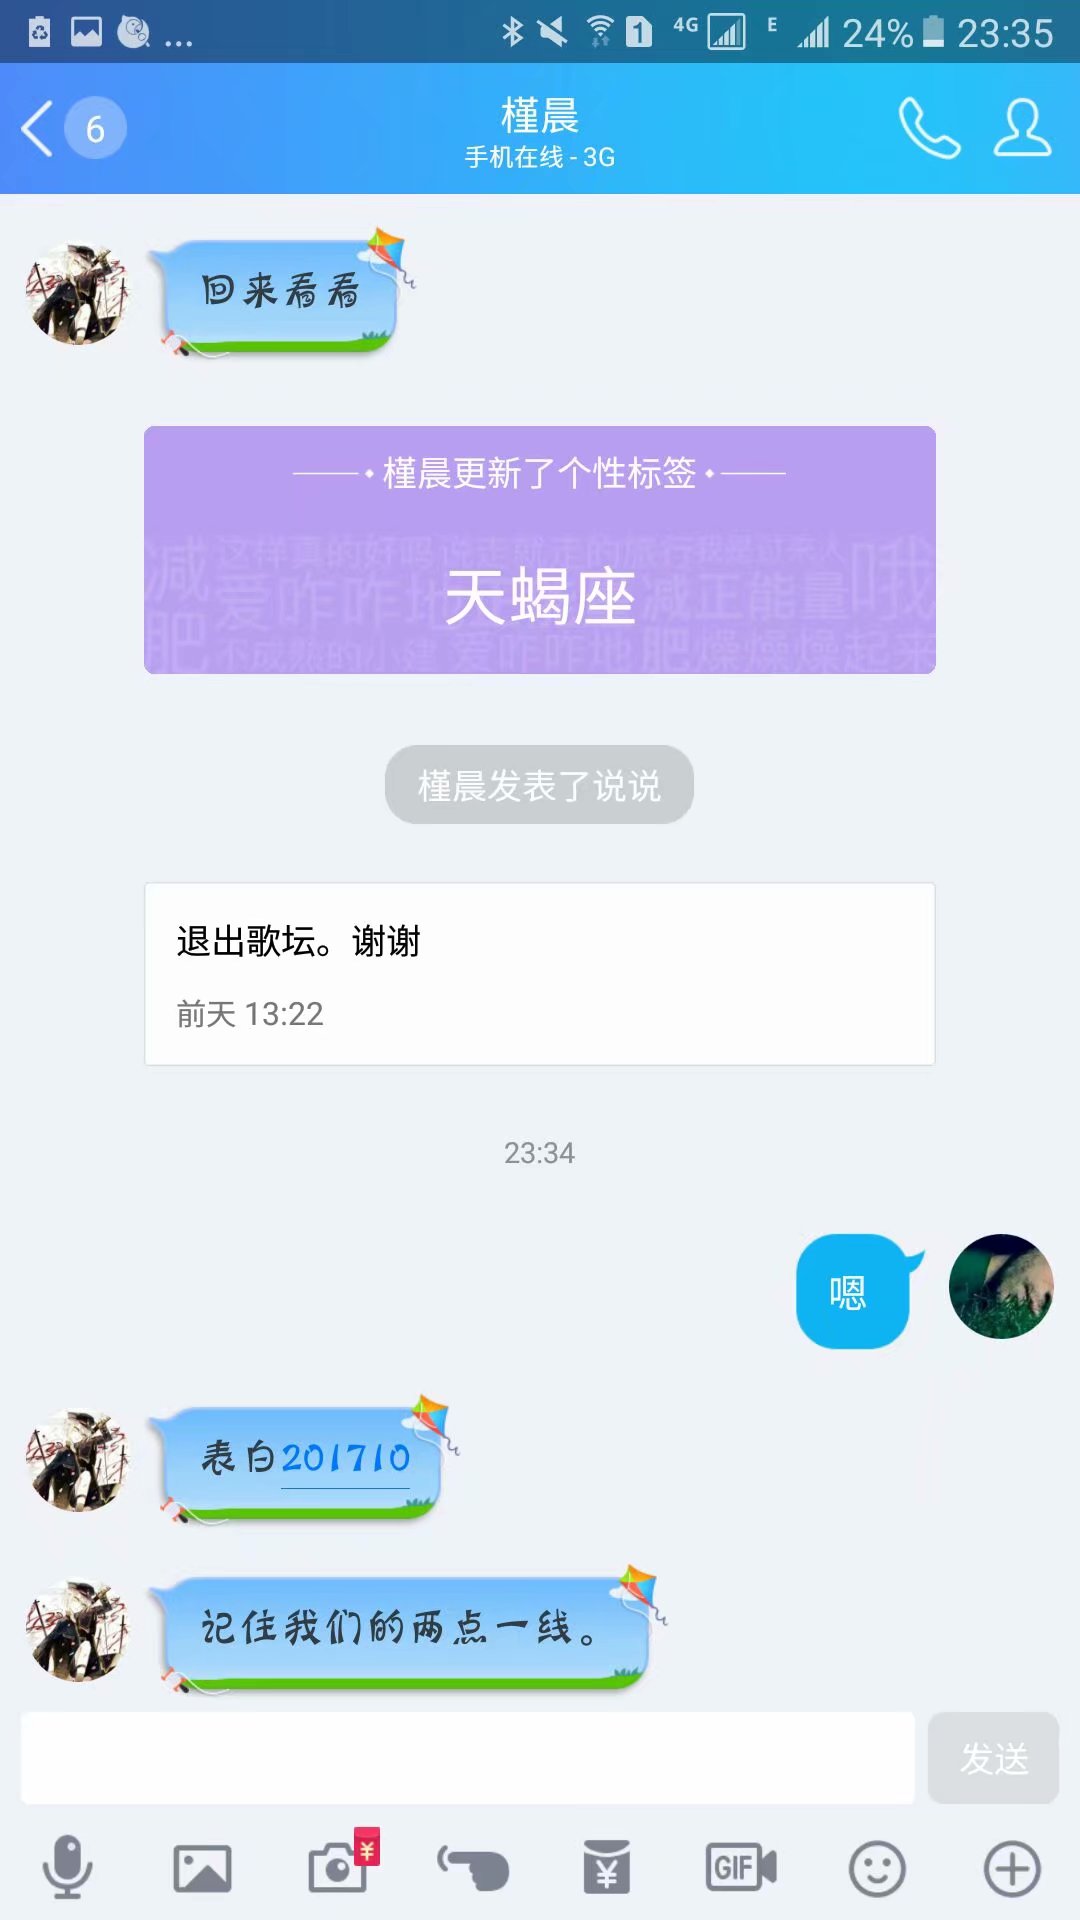 1 4G E 24% 23:35
6
槿晨
手机在线 - 3G
回来看看
槿晨更新了个性标签
天蝎座
槿晨发表了说说
退出歌坛。谢谢
前天 13:22
23:34
嗯
表白201710
记住我们的两点一线。
发送
GIF